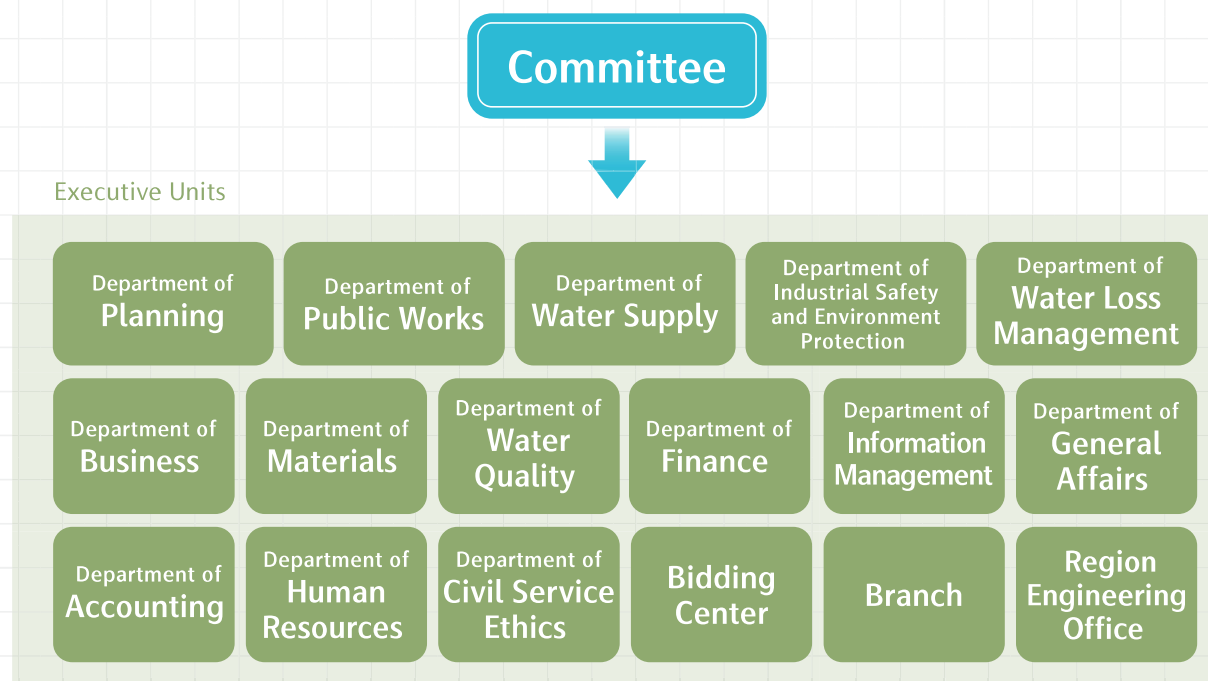 Committee
Executive Units
Department of
Planning
Department of
Public Works
Department of
Water Supply
Department of
Industrial Safety
and Environment
Protection
Department of
Water Loss
Management
Department of
Business
Department of
Materials
Department of
Water
Quality
Department of
Finance
Department of
Information
Management
Department of
General
Affairs
Department of
Accounting
Department of
Human
Resources
Department of
Civil Service
Ethics
Bidding
Center
Branch
Region
Engineering
Office